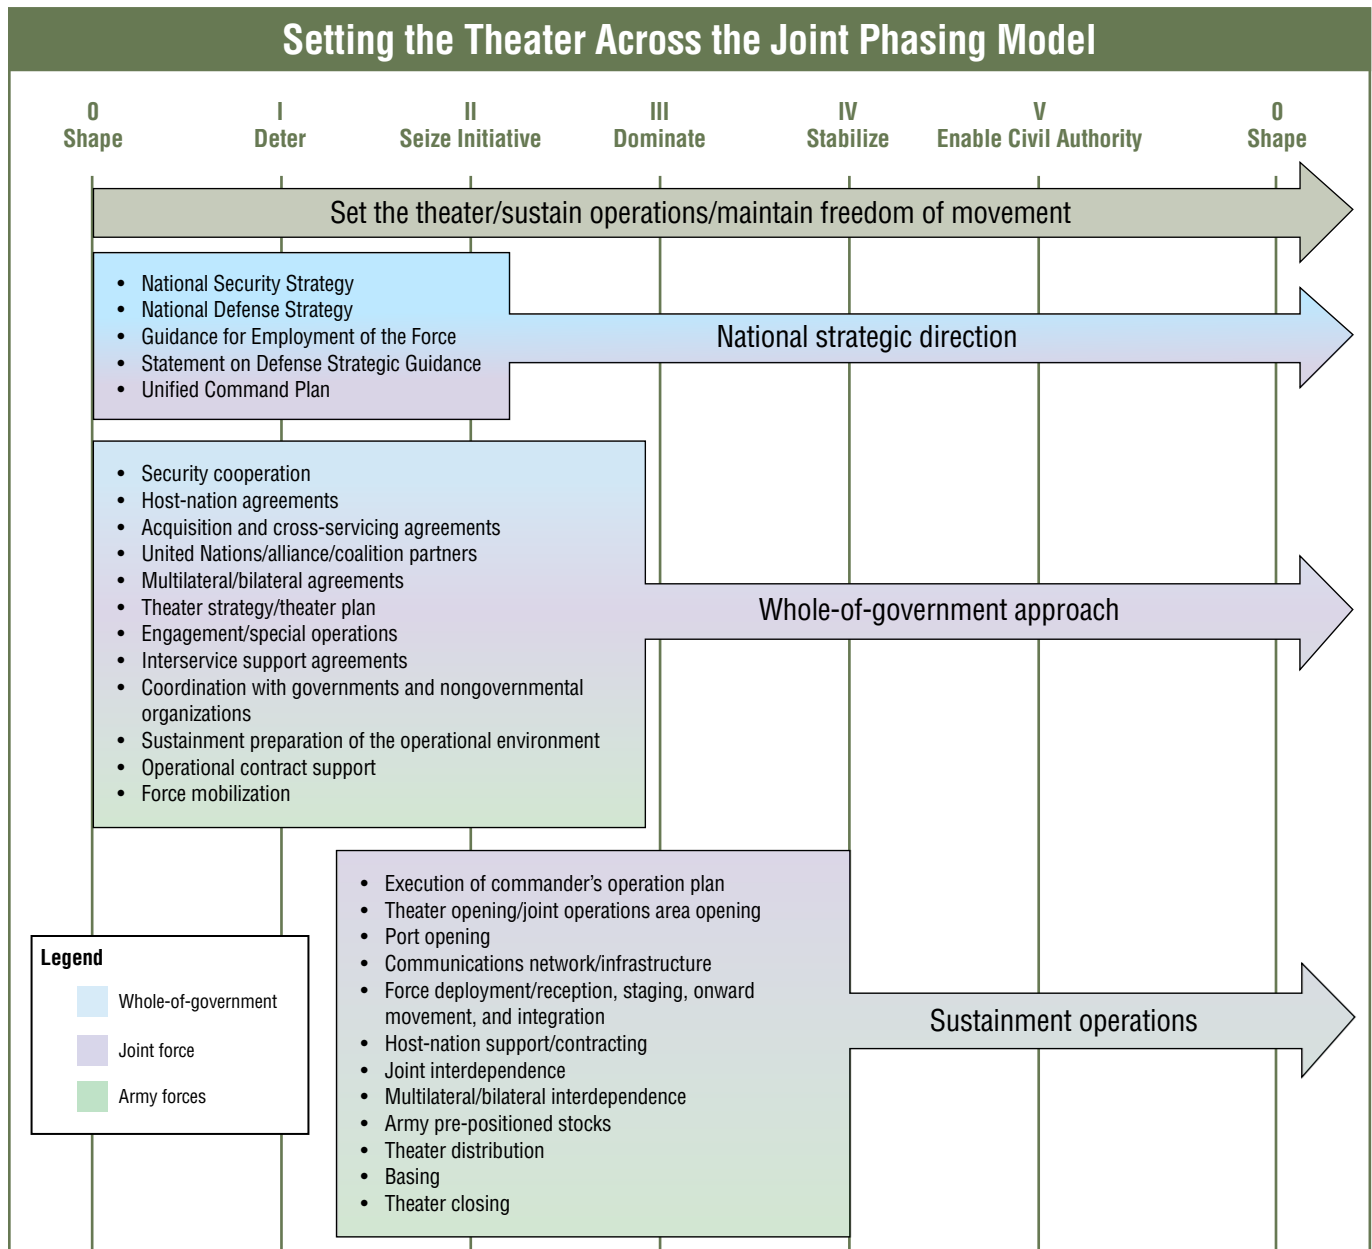 Setting the Theater Across the Joint Phasing Model
0
Shape
I
Deter
II
Seize Initiative
III
Dominate
IV
Stabilize
V
Enable Civil Authority
0
Shape
Set the theater/sustain operations/maintain freedom of movement
• National Security Strategy
• National Defense Strategy
• Guidance for Employment of the Force
• Statement on Defense Strategic Guidance
• Unified Command Plan
National strategic direction
• Security cooperation
• Host-nation agreements
• Acquisition and cross-servicing agreements
• United Nations/alliance/coalition partners
• Multilateral/bilateral agreements
• Theater strategy/theater plan
• Engagement/special operations
• Interservice support agreements
• Coordination with governments and nongovernmental
organizations
• Sustainment preparation of the operational environment
• Operational contract support
• Force mobilization
Whole-of-government approach
• Execution of commander’s operation plan
• Theater opening/joint operations area opening
• Port opening
• Communications network/infrastructure
• Force deployment/reception, staging, onward
movement, and integration
• Host-nation support/contracting
• Joint interdependence
• Multilateral/bilateral interdependence
• Army pre-positioned stocks
• Theater distribution
• Basing
• Theater closing
Sustainment operations
Legend
Whole-of-government
Joint force
Army forces